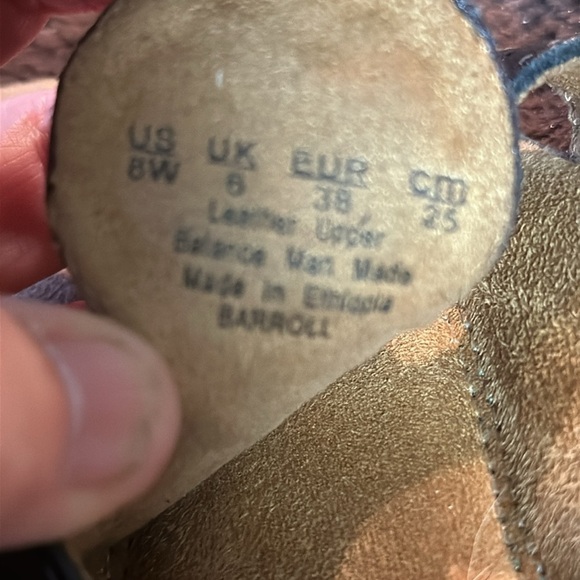 US UK EUR cm
8W 6 38 25
Leather Upper
Balance Man Made
Made in Ethiopia
BARROLL